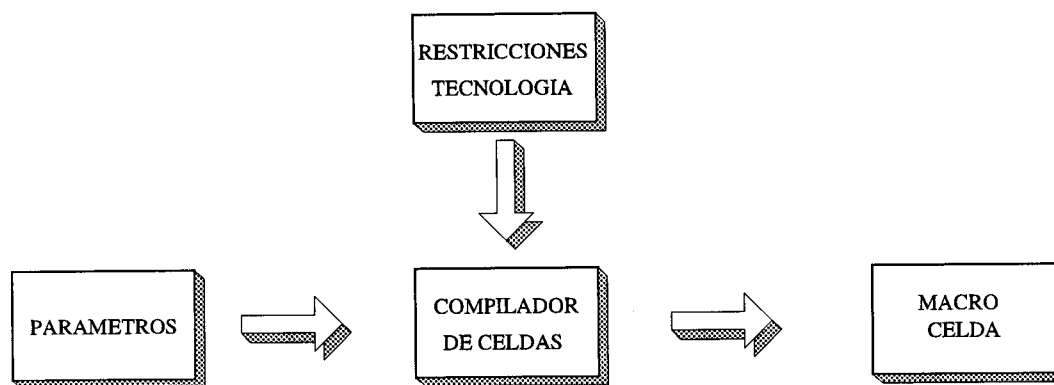 RESTRICCIONES
TECNOLOGIA
PARAMETROS
COMPILADOR
DE CELDAS
MACRO
CELDA